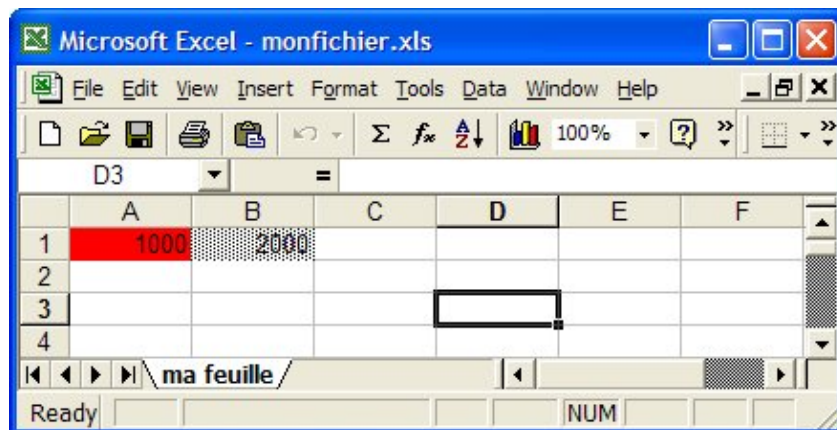 Microsoft Excel - monfichier.xls
File Edit View Insert Format Tools Data Window Help
Σ fx A Z 100% ? » »
D3 =
A B C D E F
1 1000 2000
2
3
4
ma feuille
Ready NUM